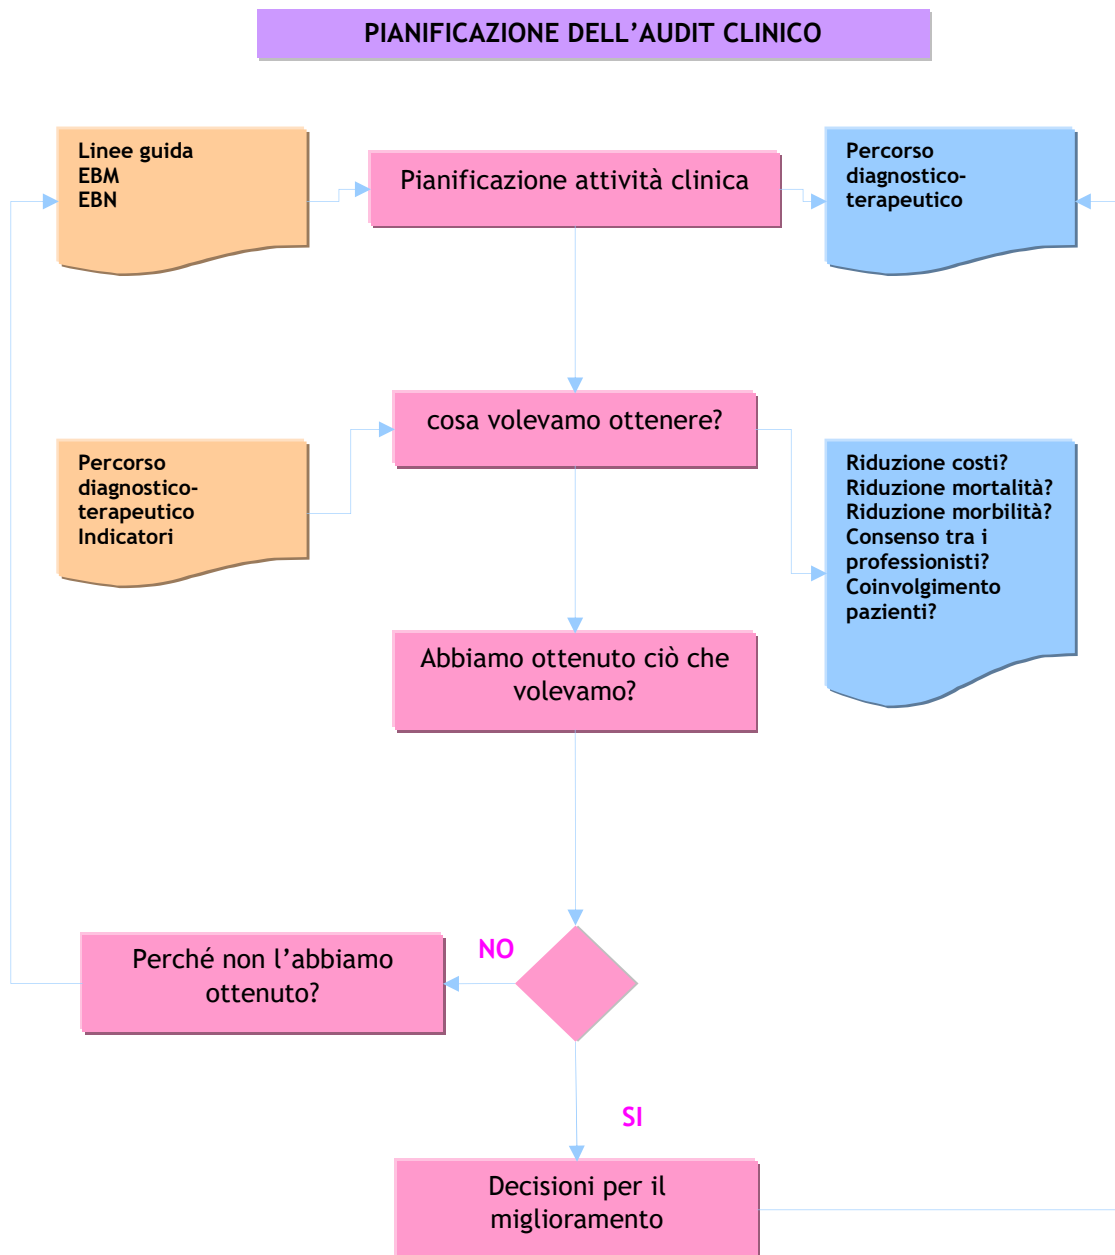 PIANIFICAZIONE DELL’AUDIT CLINICO
Linee guida
EBM
EBN
Pianificazione attività clinica
Percorso
diagnostico-
terapeutico
cosa volevamo ottenere?
Percorso
diagnostico-
terapeutico
Indicatori
Riduzione costi?
Riduzione mortalità?
Riduzione morbilità?
Consenso tra i
professionisti?
Coinvolgimento
pazienti?
Abbiamo ottenuto ciò che
volevamo?
NO
Perché non l’abbiamo
ottenuto?
SI
Decisioni per il
miglioramento